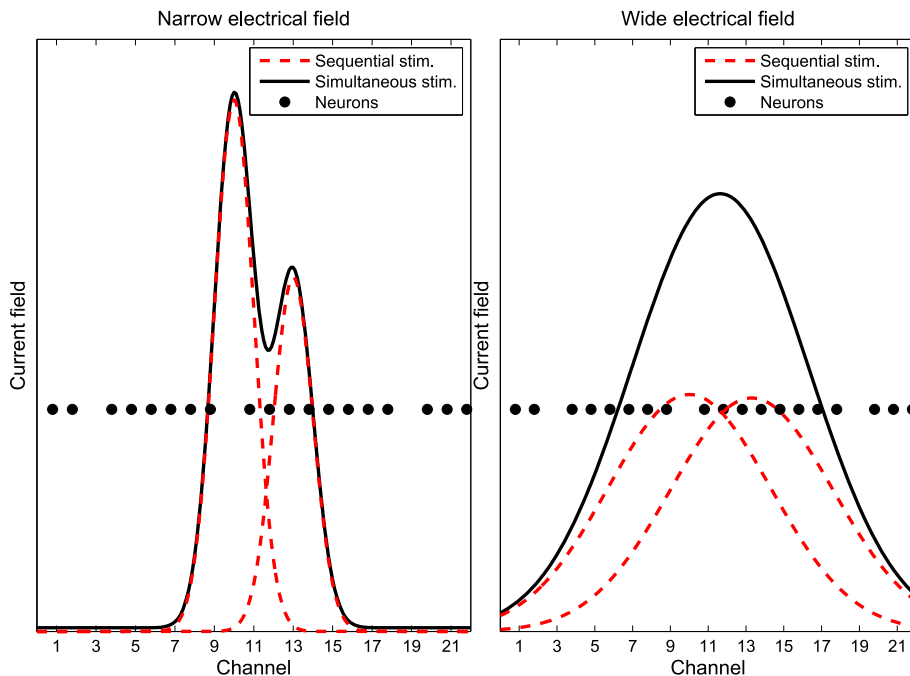 Narrow electrical field
Sequential stim.
Simultaneous stim.
Neurons
Current field
1 3 5 7 9 11 13 15 17 19 21
Channel
Wide electrical field
Sequential stim.
Simultaneous stim.
Neurons
Current field
1 3 5 7 9 11 13 15 17 19 21
Channel